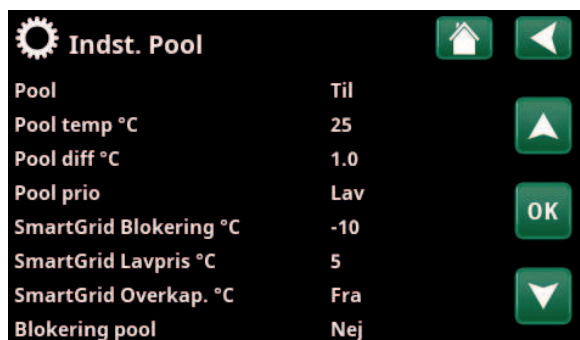 Indst. Pool
Pool Til
Pool temp °C 25
Pool diff °C 1.0
Pool prio Lav
SmartGrid Blokering °C -10
SmartGrid Lavpris °C 5
SmartGrid Overkap. °C Fra
Blokering pool Nej
OK